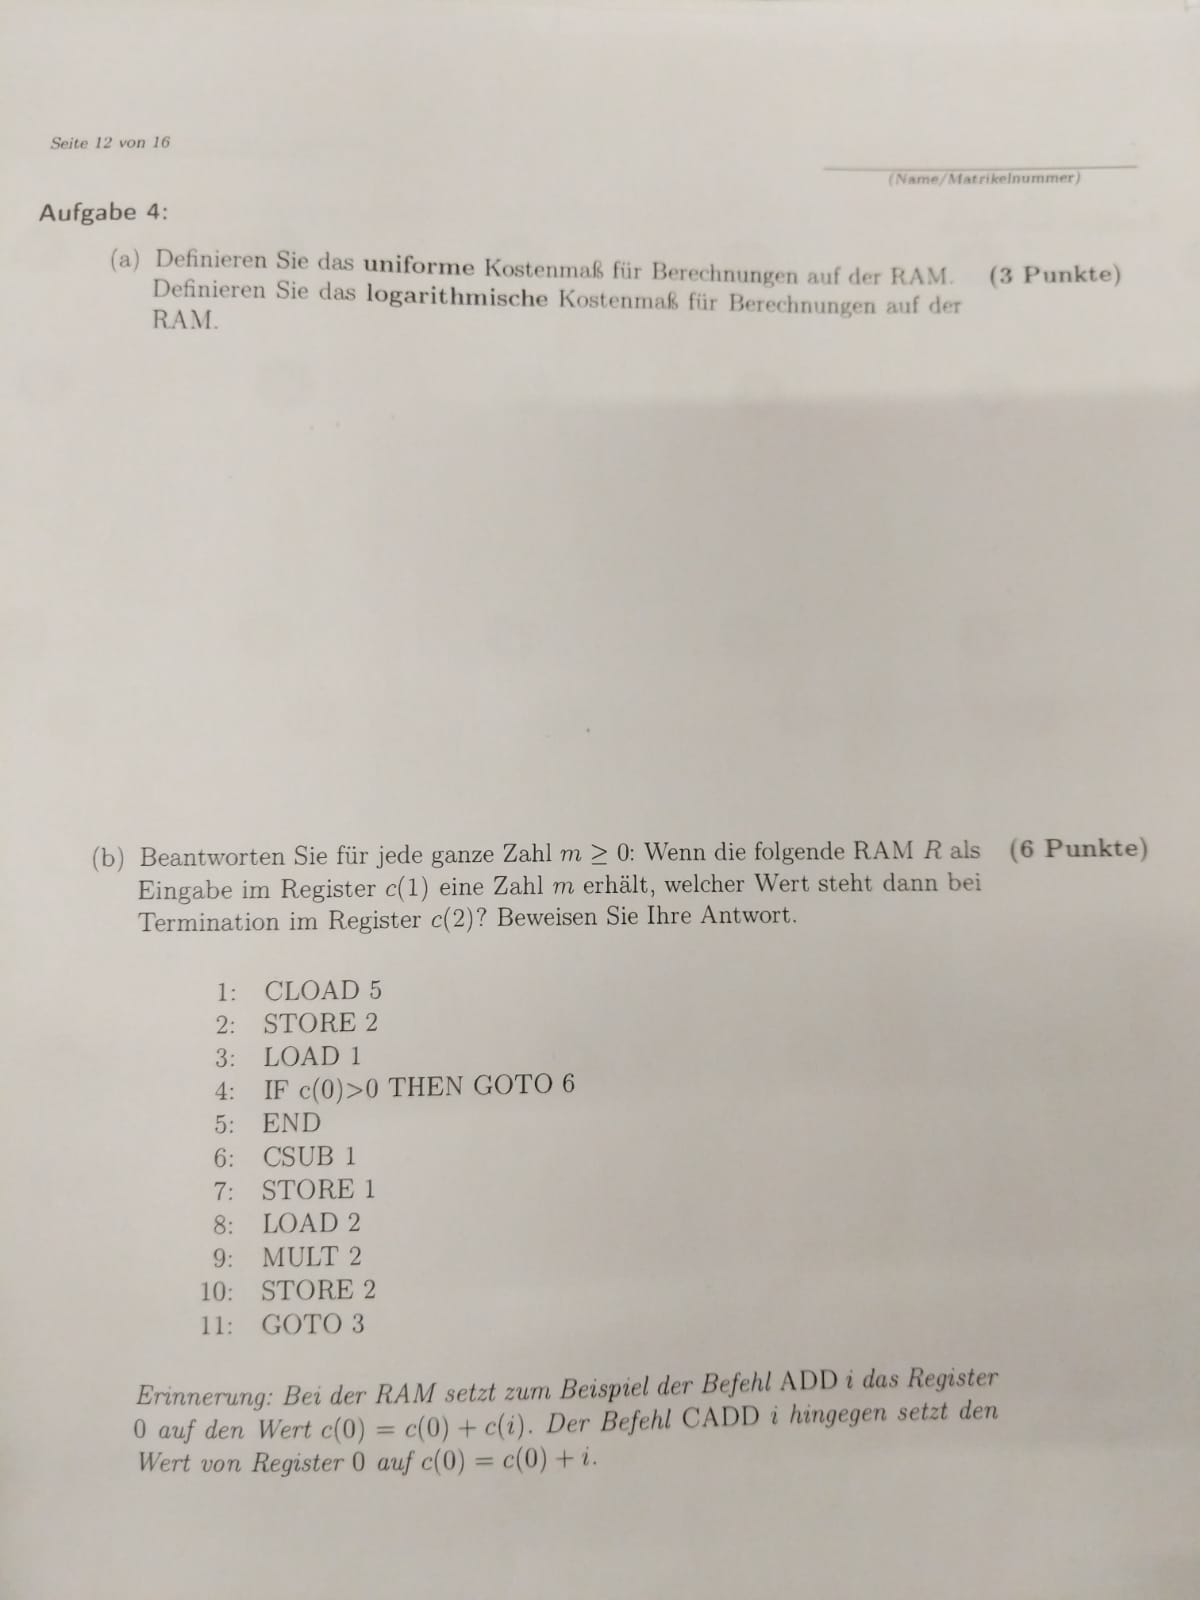 Seite 12 von 16
(Name/Matrikelnummer)
Aufgabe 4:
(a) Definieren Sie das uniforme Kostenmaß für Berechnungen auf der RAM. (3 Punkte)
Definieren Sie das logarithmische Kostenmaß für Berechnungen auf der
RAM.
(b) Beantworten Sie für jede ganze Zahl m ≥ 0: Wenn die folgende RAM R als (6 Punkte)
Eingabe im Register c(1) eine Zahl m erhält, welcher Wert steht dann bei
Termination im Register c(2)? Beweisen Sie Ihre Antwort.
1: CLOAD 5
2: STORE 2
3: LOAD 1
4: IF c(0)>0 THEN GOTO 6
5: END
6: CSUB 1
7: STORE 1
8: LOAD 2
9: MULT 2
10: STORE 2
11: GOTO 3
Erinnerung: Bei der RAM setzt zum Beispiel der Befehl ADD i das Register
0 auf den Wert c(0) = c(0) + c(i). Der Befehl CADD i hingegen setzt den
Wert von Register 0 auf c(0) = c(0) + i.